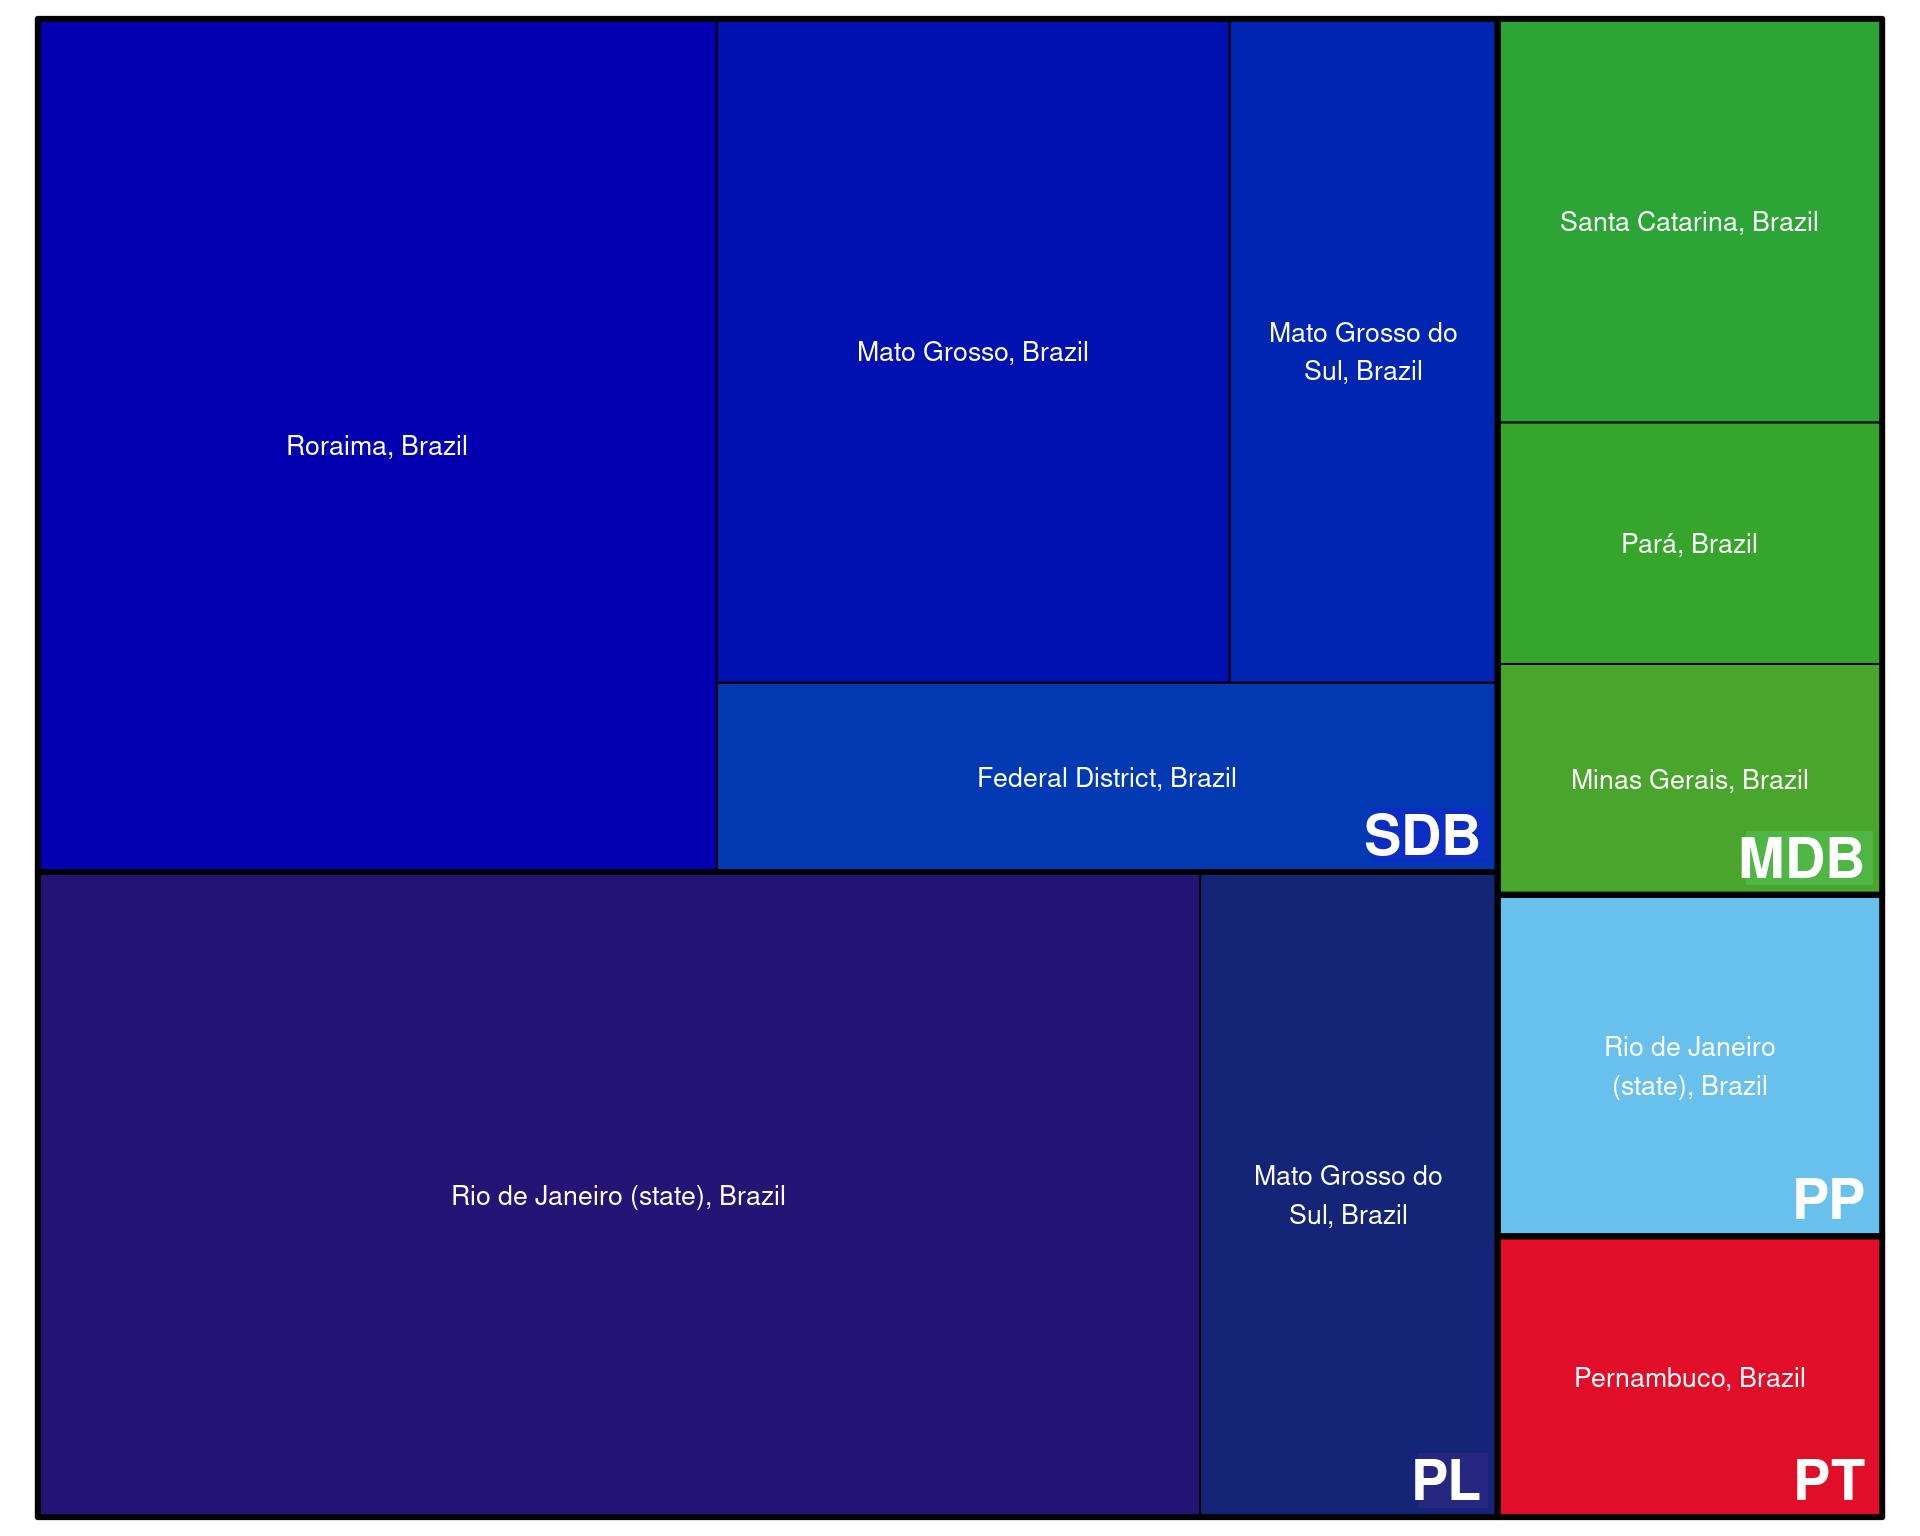 Roraima, Brazil
Mato Grosso, Brazil
Mato Grosso do
Sul, Brazil
Federal District, Brazil
SDB
Rio de Janeiro (state), Brazil
Mato Grosso do
Sul, Brazil
PL
Santa Catarina, Brazil
Pará, Brazil
Minas Gerais, Brazil
MDB
Rio de Janeiro
(state), Brazil
PP
Pernambuco, Brazil
PT